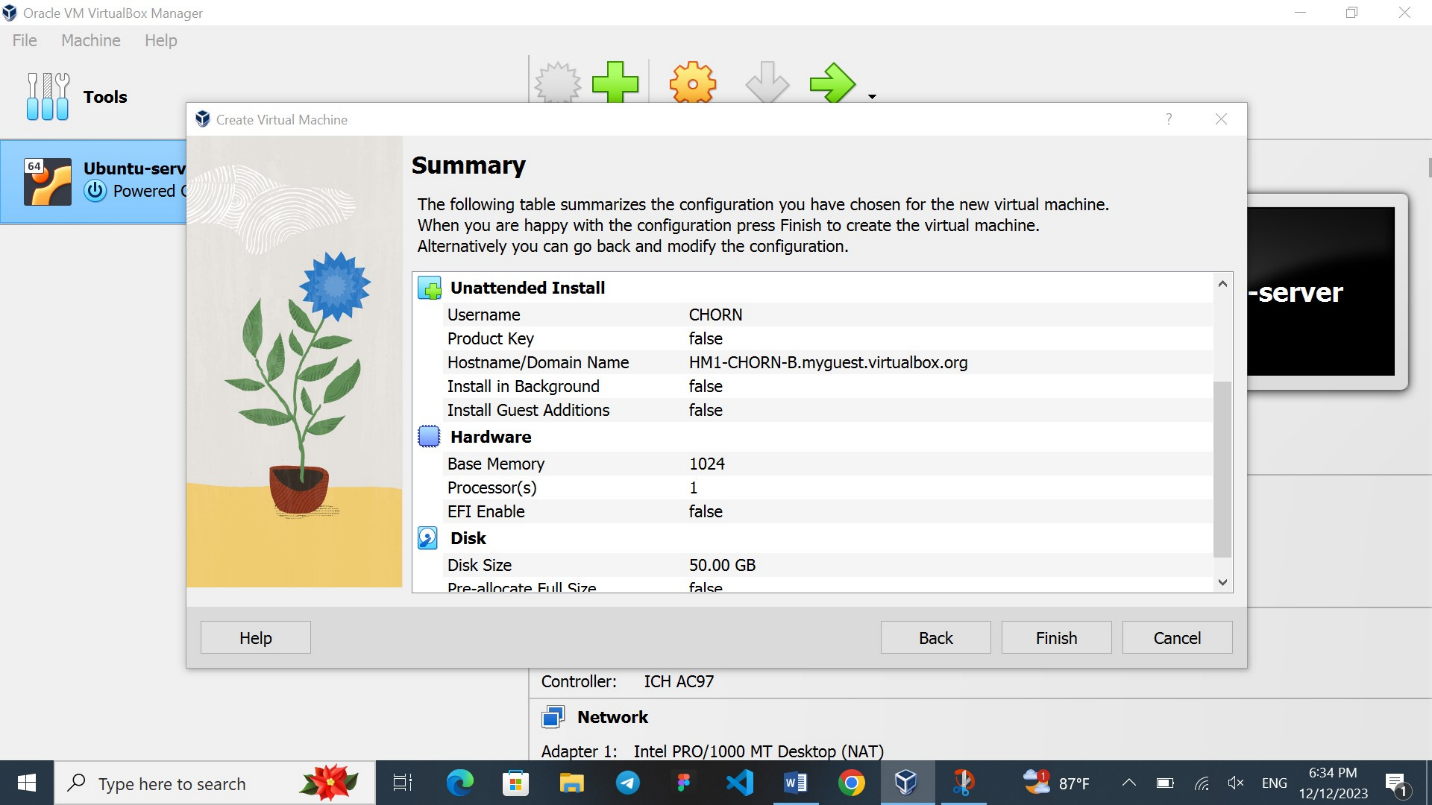 Oracle VM VirtualBox Manager
File Machine Help
Tools
64
Ubuntu-serv
Powered
Create Virtual Machine
?
Summary
The following table summarizes the configuration you have chosen for the new virtual machine.
When you are happy with the configuration press Finish to create the virtual machine.
Alternatively you can go back and modify the configuration.
Unattended Install
Username CHORN
Product Key false
Hostname/Domain Name HM1-CHORN-B.myguest.virtualbox.org
Install in Background false
Install Guest Additions false
Hardware
Base Memory 1024
Processor(s) 1
EFI Enable false
Disk
Disk Size 50.00 GB
Pre-allocate Full Size false
-server
Help Back Finish Cancel
Controller: ICH AC97
Network
Adapter 1: Intel PRO/1000 MT Desktop (NAT)
Type here to search
1
87°F
ENG
6:34 PM
12/12/2023
1